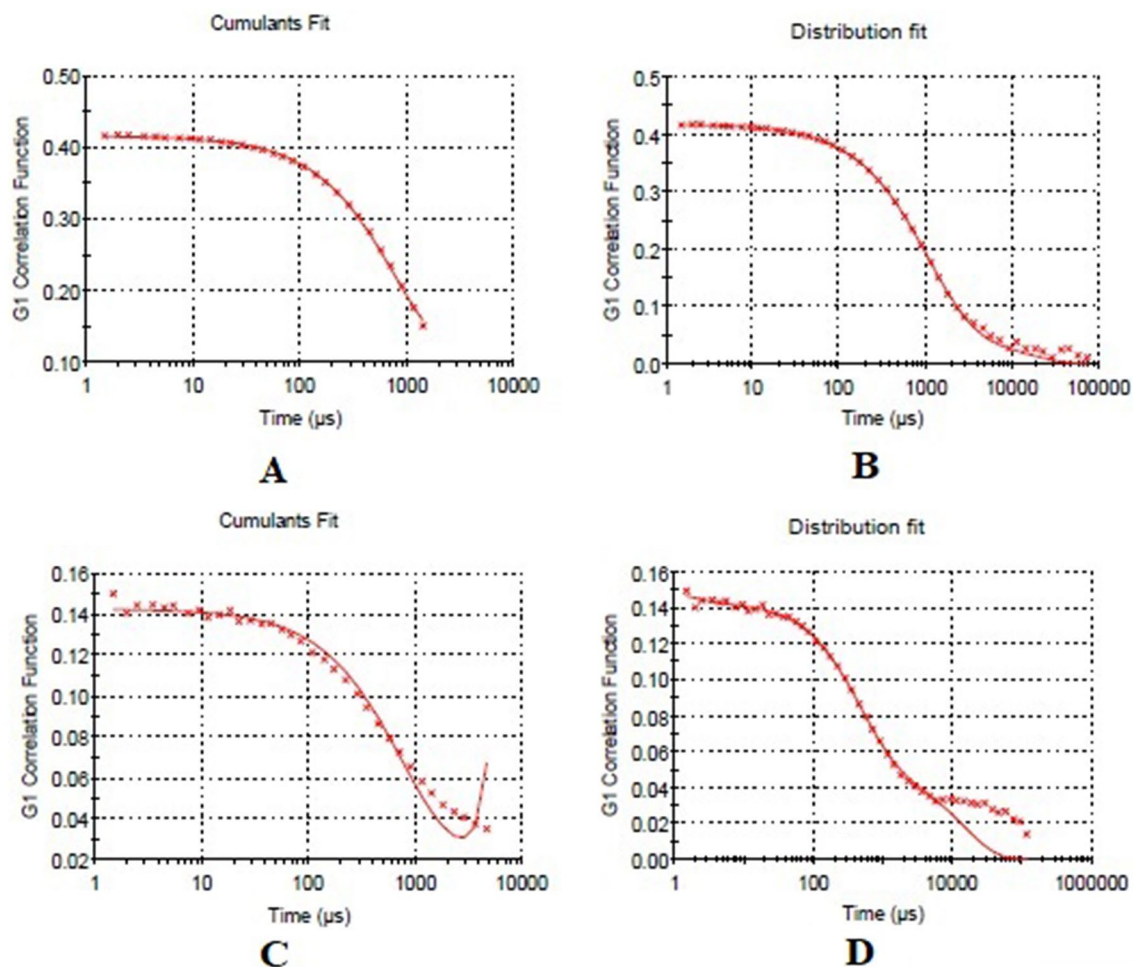 Cumulants Fit
0.50
0.40
0.30
0.20
0.10
G1 Correlation Function
1 10 100 1000 10000
Time (µs)
A
Distribution fit
0.5
0.4
0.3
0.2
0.1
0.0
G1 Correlation Function
1 10 100 1000 10000 100000
Time (µs)
B
Cumulants Fit
0.16
0.14
0.12
0.10
0.08
0.06
0.04
0.02
G1 Correlation Function
1 10 100 1000 10000
Time (µs)
C
Distribution fit
0.16
0.14
0.12
0.10
0.08
0.06
0.04
0.02
0.00
G1 Correlation Function
1 100 10000 1000000
Time (µs)
D